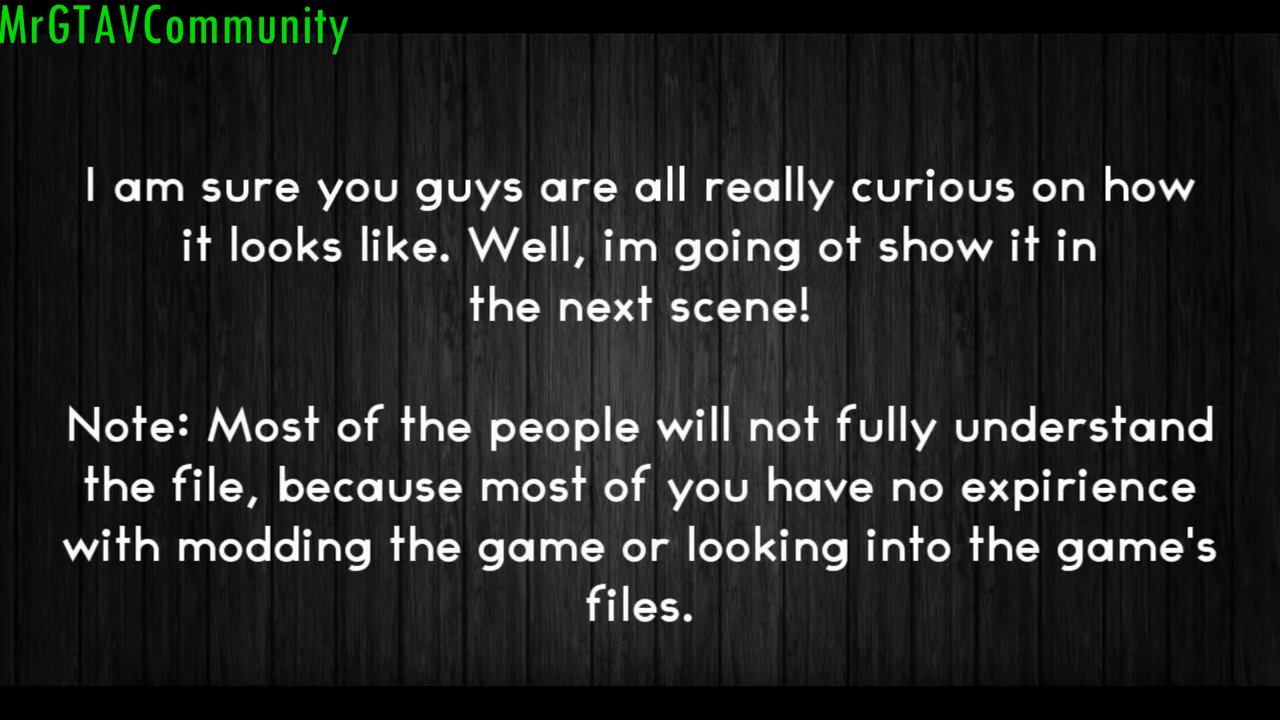 MrGTAVCommunity
I am sure you guys are all really curious on how
it looks like. Well, im going ot show it in
the next scene!
Note: Most of the people will not fully understand
the file, because most of you have no expirience
with modding the game or looking into the game's
files.